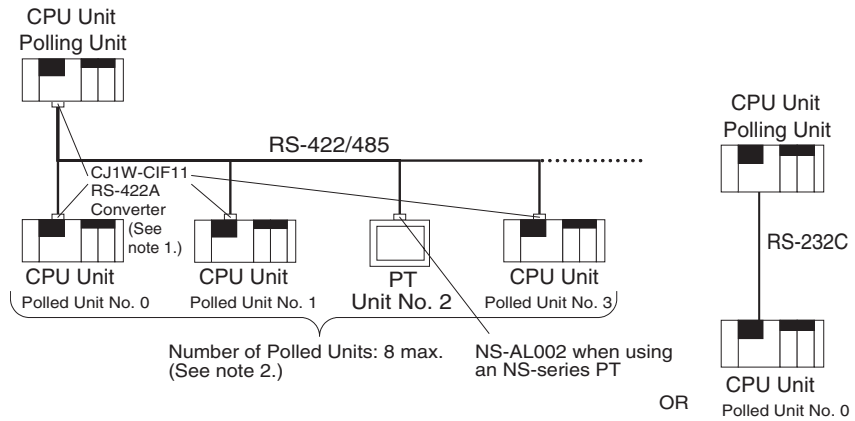 CPU Unit
Polling Unit
RS-422/485
CJ1W-CIF11
RS-422A
Converter
(See
note 1.)
CPU Unit
Polled Unit No. 0
CPU Unit
Polled Unit No. 1
PT
Unit No. 2
CPU Unit
Polled Unit No. 3
Number of Polled Units: 8 max.
(See note 2.)
NS-AL002 when using
an NS-series PT
OR
CPU Unit
Polling Unit
RS-232C
CPU Unit
Polled Unit No. 0